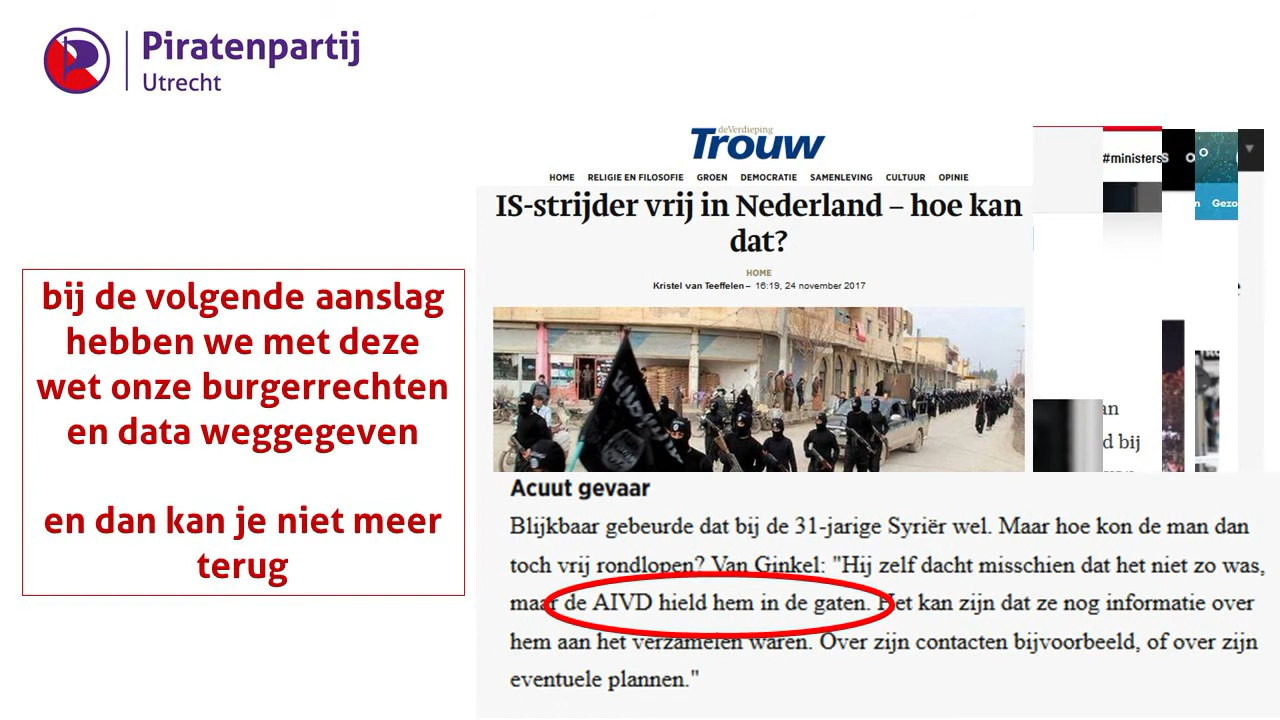 Piratenpartij
Utrecht
bij de volgende aanslag
hebben we met deze
wet onze burgerrechten
en data weggegeven
en dan kan je niet meer
terug
deVerdieping
Trouw
HOME RELIGIE EN FILOSOFIE GROEN DEMOCRATIE SAMENLEVING CULTUUR OPINIE
IS-strijder vrij in Nederland – hoe kan
dat?
HOME
Kristel van Teeffelen – 16:19, 24 november 2017
#ministers
Gezo
an
d bij
Acuut gevaar
Blijkbaar gebeurde dat bij de 31-jarige Syriër wel. Maar hoe kon de man dan
toch vrij rondlopen? Van Ginkel: "Hij zelf dacht misschien dat het niet zo was,
maar de AIVD hield hem in de gaten. Het kan zijn dat ze nog informatie over
hem aan het verzamelen waren. Over zijn contacten bijvoorbeeld, of over zijn
eventuele plannen."